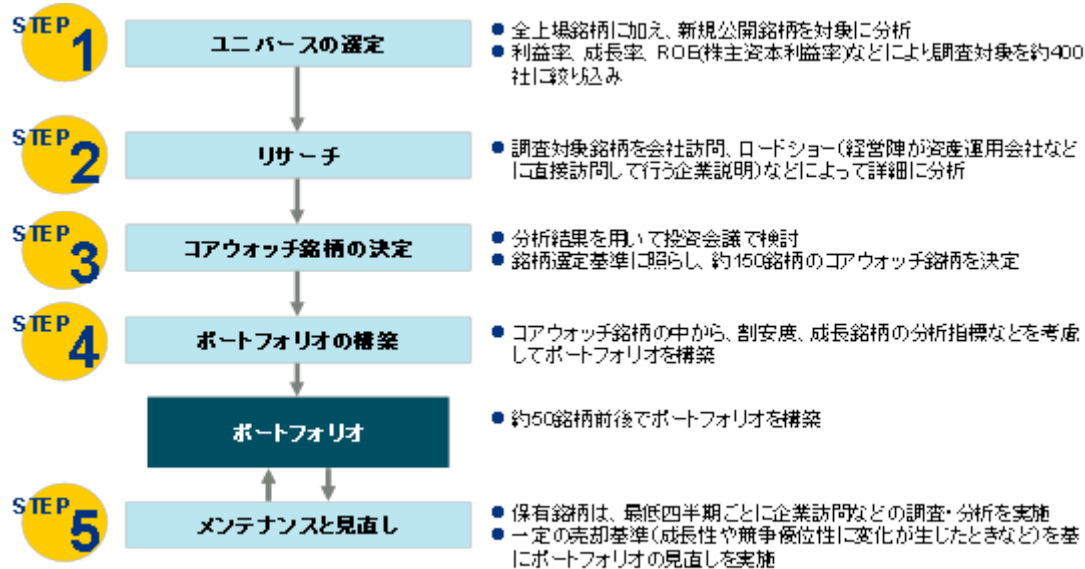 STEP 1
ユニバースの選定
● 全上場銘柄に加え、新規公開銘柄を対象に分析
● 利益率、成長率、ROE(株主資本利益率)などにより調査対象を約400
社に絞り込み
STEP 2
リサーチ
● 調査対象銘柄を会社訪問、ロードショー(経営陣が資産運用会社など
に直接訪問して行う企業説明)などによって詳細に分析
STEP 3
コアウォッチ銘柄の決定
● 分析結果を用いて投資会議で検討
● 銘柄選定基準に照らし、約150銘柄のコアウォッチ銘柄を決定
STEP 4
ポートフォリオの構築
● コアウォッチ銘柄の中から、割安度、成長銘柄の分析指標などを考慮
してポートフォリオを構築
ポートフォリオ
● 約50銘柄前後でポートフォリオを構築
STEP 5
メンテナンスと見直し
● 保有銘柄は、最低四半期ごとに企業訪問などの調査・分析を実施
● 一定の売却基準(成長性や競争優位性に変化が生じたときなど)を基
にポートフォリオの見直しを実施